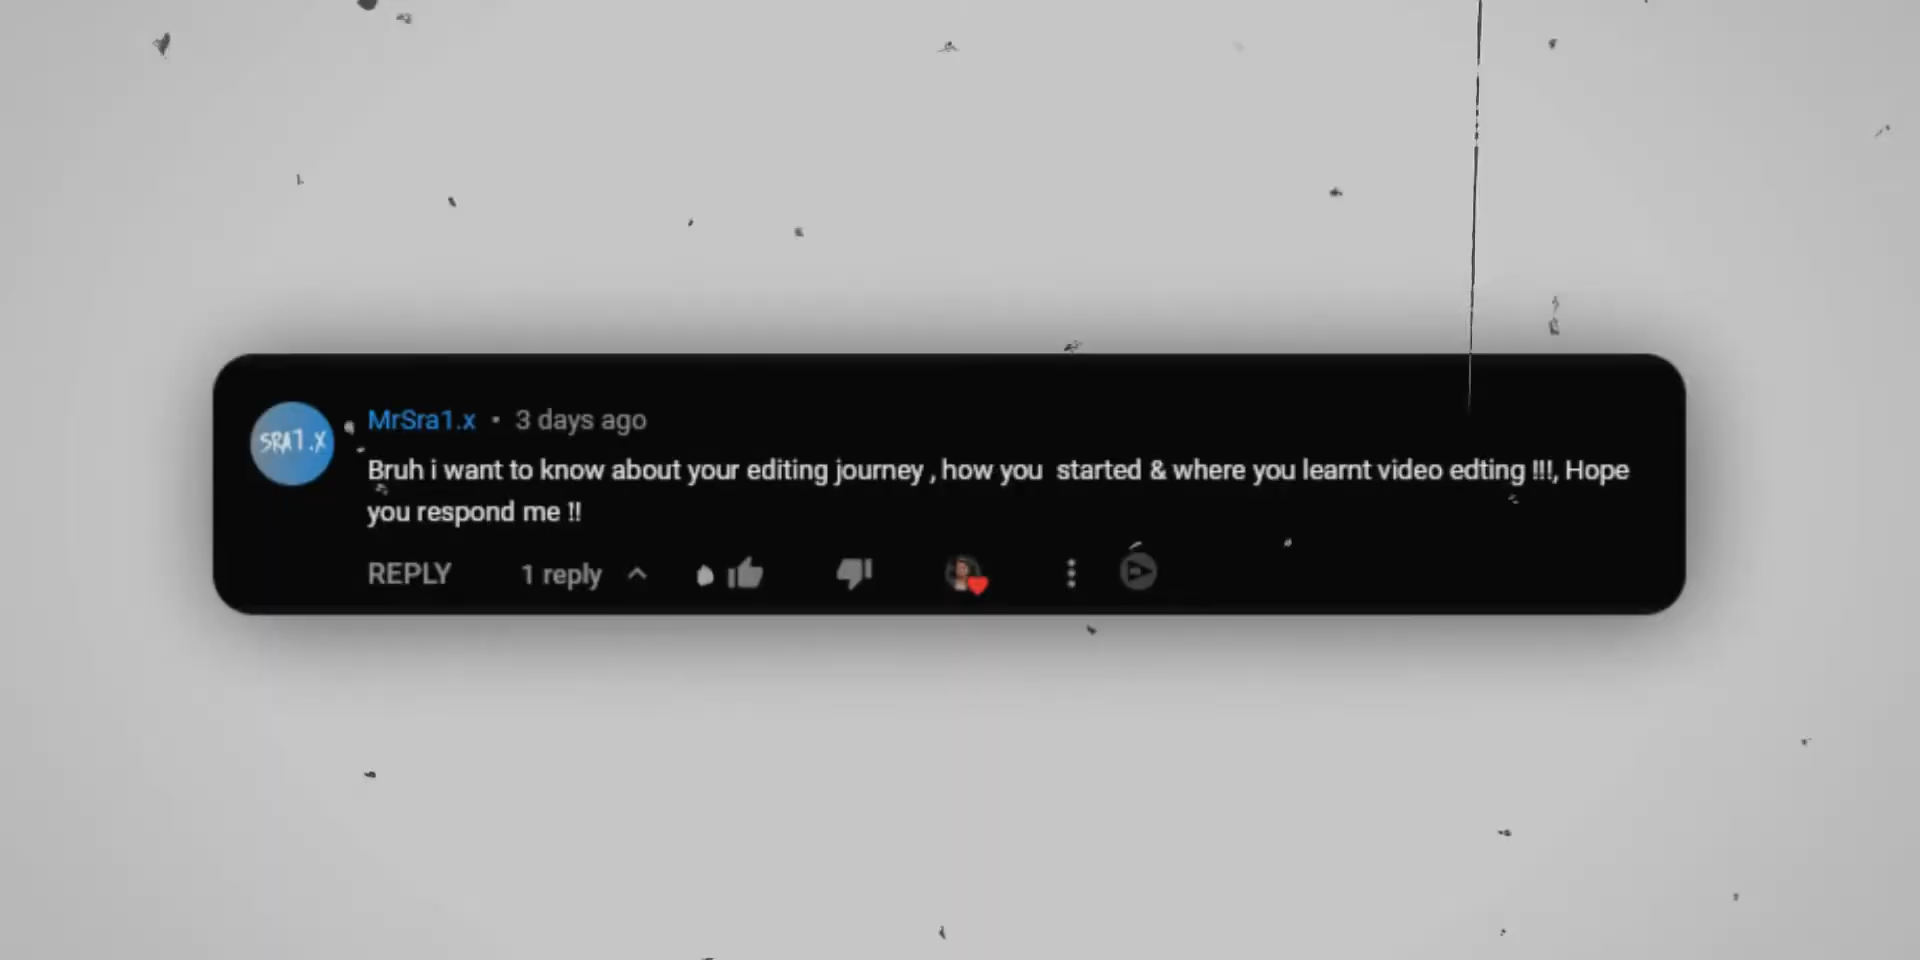 SRA1.X
MrSra1.x • 3 days ago
Bruh i want to know about your editing journey , how you  started & where you learnt video edting !!!, Hope
you respond me !!
REPLY 1 reply